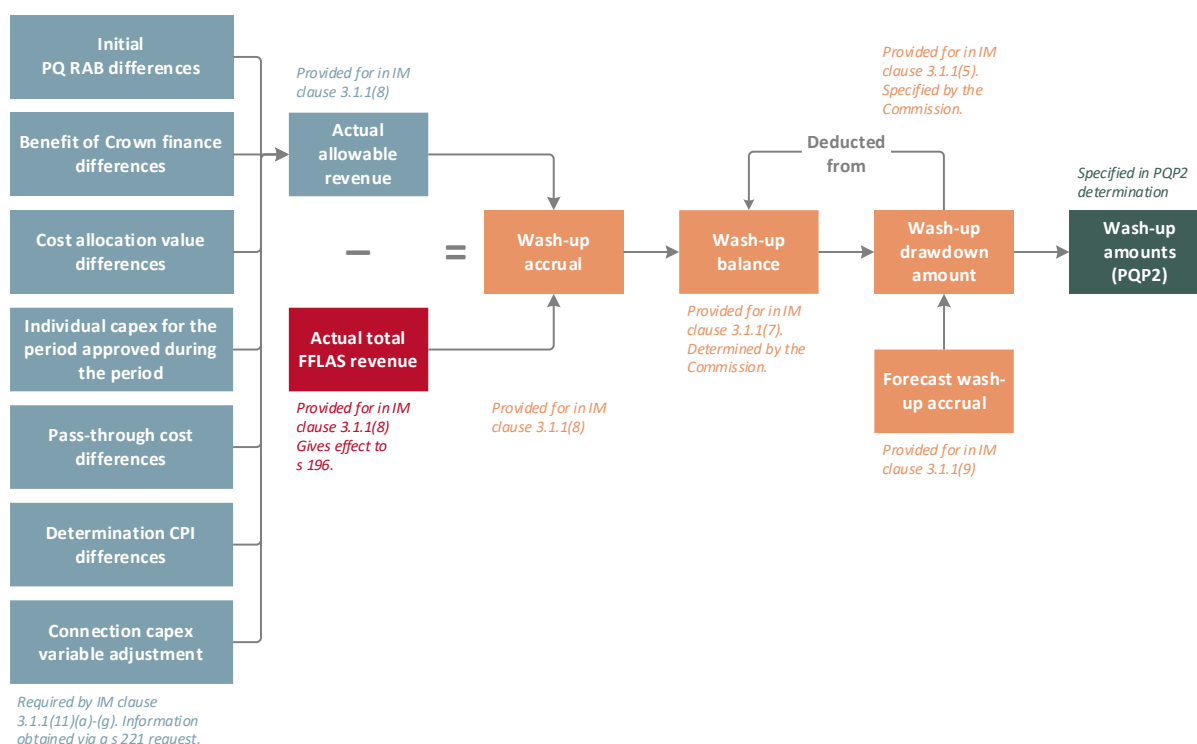 Initial
PQ RAB differences
Benefit of Crown finance
differences
Cost allocation value
differences
Individual capex for the
period approved during
the period
Pass-through cost
differences
Determination CPI
differences
Connection capex
variable adjustment
Required by IM clause
3.1.1(11)(a)-(g). Information
obtained via a s 221 request.
Provided for in IM
clause 3.1.1(8)
Actual
allowable
revenue
–
=
Actual total
FFLAS revenue
Provided for in IM
clause 3.1.1(8)
Gives effect to
s 196.
Wash-up
accrual
Provided for in IM
clause 3.1.1(8)
Deducted
from
Wash-up
balance
Provided for in IM
clause 3.1.1(7).
Determined by the
Commission.
Provided for in IM
clause 3.1.1(5).
Specified by the
Commission.
Wash-up
drawdown
amount
Forecast wash-
up accrual
Provided for in IM
clause 3.1.1(9)
Specified in PQP2
determination
Wash-up
amounts
(PQP2)